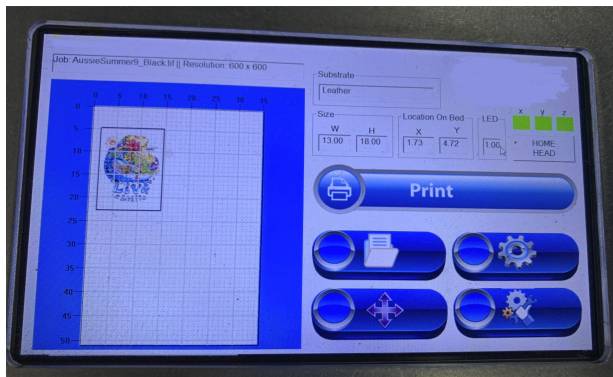 Job: AussieSummer9_Black.tif || Resolution: 600 x 600
Substrate
Leather
Size
W H
13.00 18.00
Location On Bed
X Y
1.73 4.72
LED
1.00
x y z
HOME
HEAD
0 5 10 15 20 25 30 35
0
5
10
15
20
25
30
35
40
45
50
LIVE
Print